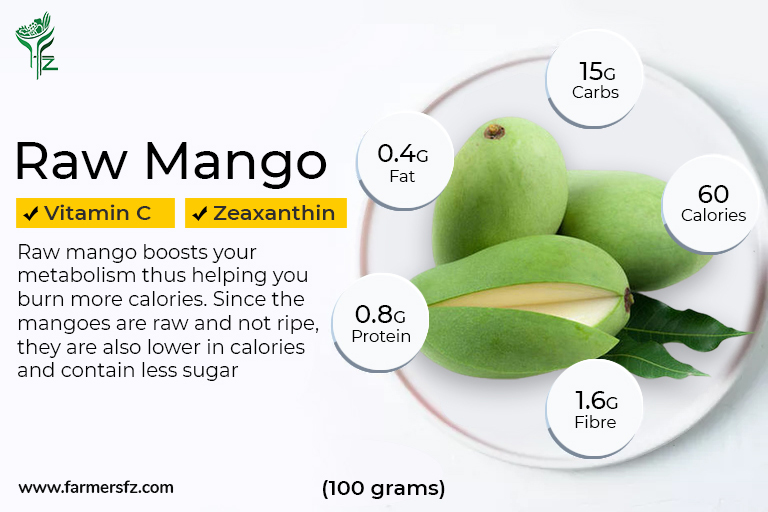 Z
Raw Mango
Vitamin C
Zeaxanthin
Raw mango boosts your
metabolism thus helping you
burn more calories. Since the
mangoes are raw and not ripe,
they are also lower in calories
and contain less sugar
15G
Carbs
0.4G
Fat
60
Calories
0.8G
Protein
1.6G
Fibre
www.farmersfz.com
(100 grams)